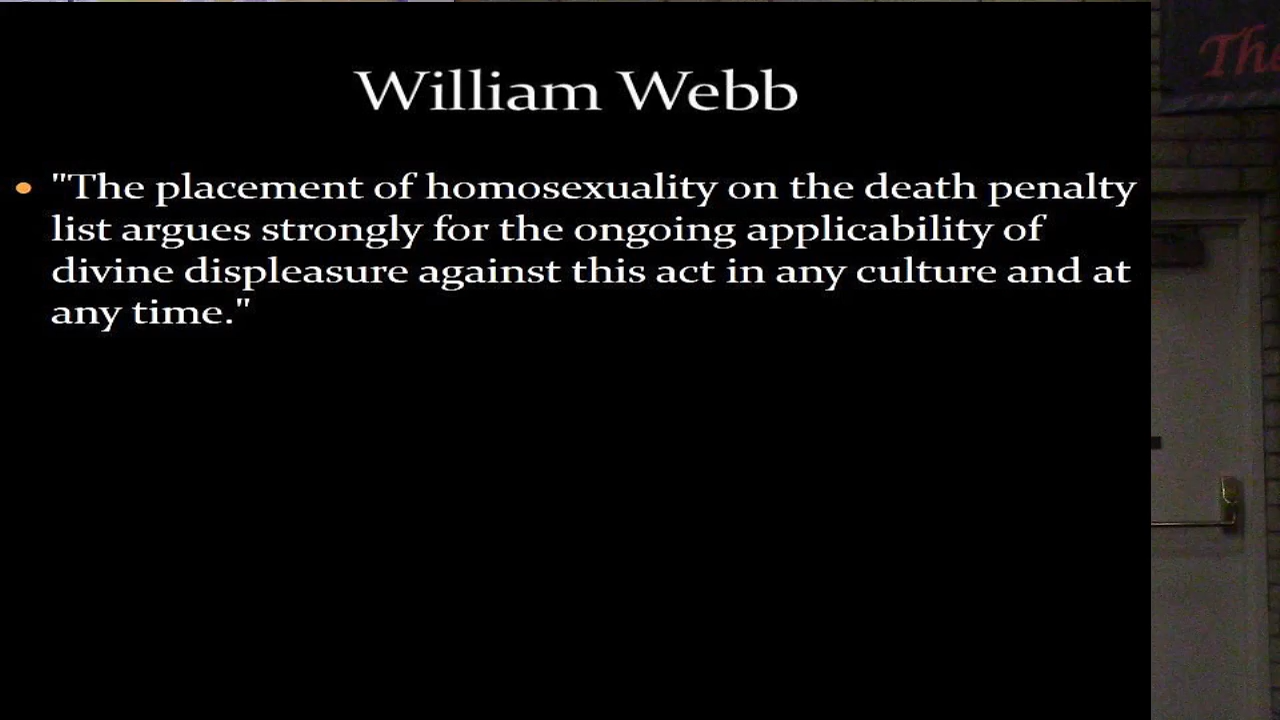 William Webb
• "The placement of homosexuality on the death penalty
list argues strongly for the ongoing applicability of
divine displeasure against this act in any culture and at
any time."
The